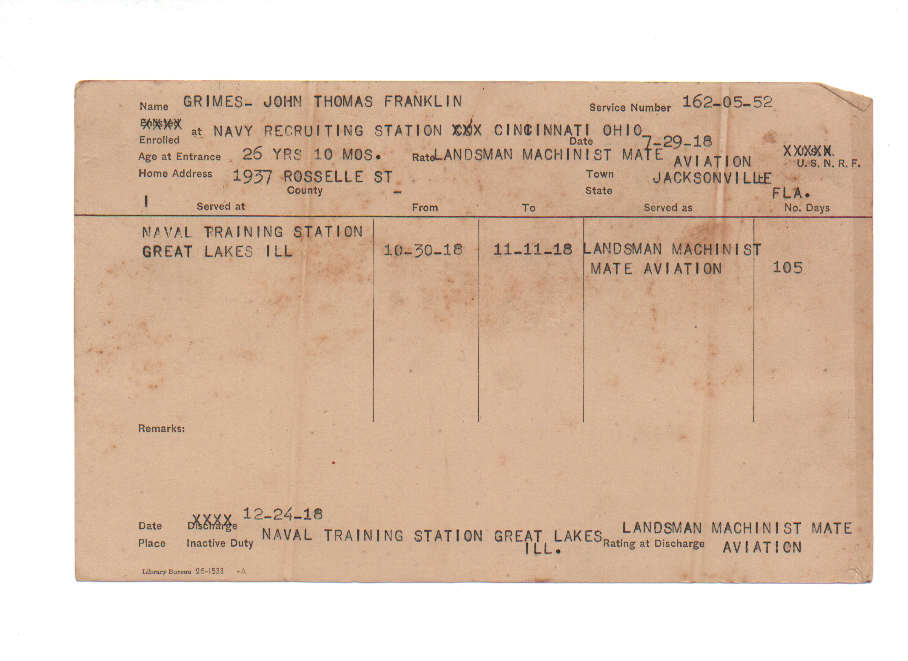 Name GRIMES- JOHN THOMAS FRANKLIN Service Number 162-05-52
at NAVY RECRUITING STATION XXX CINCINNATI OHIO
Enrolled Date 7-29-18
Age at Entrance 26 YRS 10 MOS. Rate LANDSMAN MACHINIST MATE AVIATION XXXXX U. S. N. R. F.
Home Address 1937 ROSSELLE ST Town JACKSONVILLE
County - State FLA.
Served at From To Served as No. Days
NAVAL TRAINING STATION
GREAT LAKES ILL 10-30-18 11-11-18 LANDSMAN MACHINIST
MATE AVIATION 105
Remarks:
Date Discharge XXXX 12-24-18 LANDSMAN MACHINIST MATE
Place Inactive Duty NAVAL TRAINING STATION GREAT LAKES Rating at Discharge AVIATION
ILL.
Library Bureau 26-1533 -A